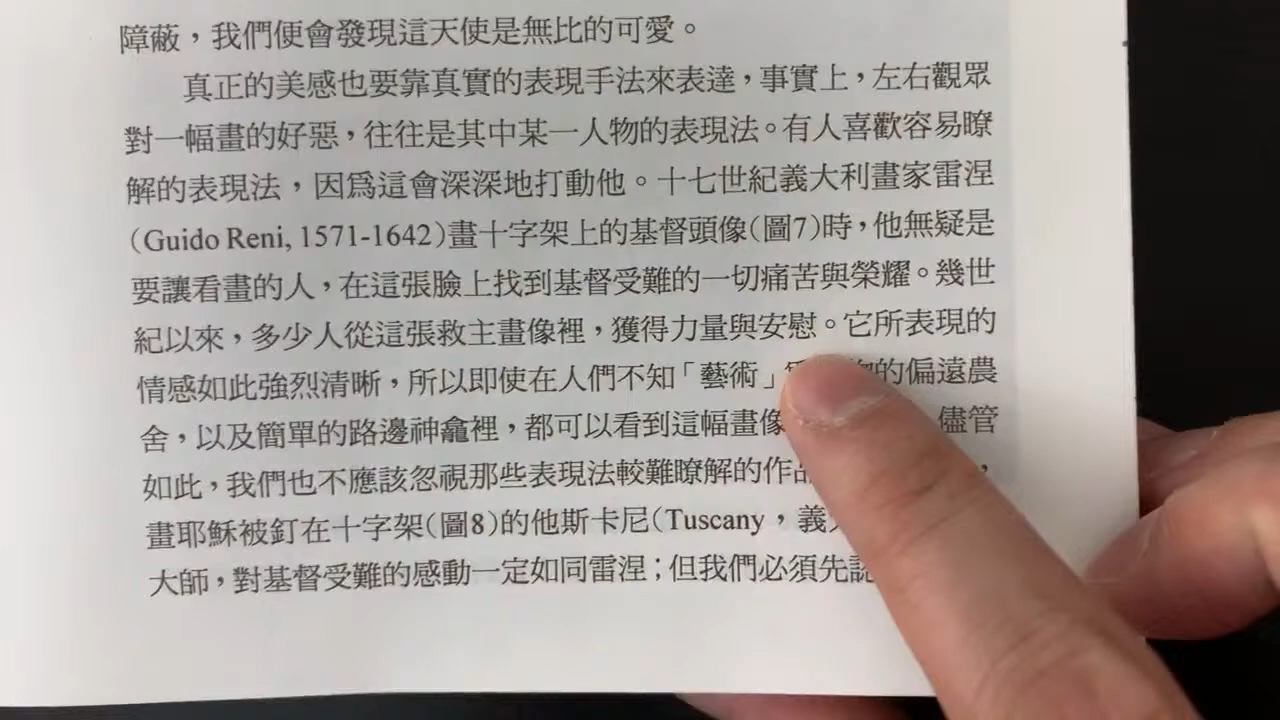 障蔽，我們便會發現這天使是無比的可愛。
真正的美感也要靠真實的表現手法來表達，事實上，左右觀眾
對一幅畫的好惡，往往是其中某一人物的表現法。有人喜歡容易瞭
解的表現法，因爲這會深深地打動他。十七世紀義大利畫家雷涅
（Guido Reni, 1571-1642）畫十字架上的基督頭像（圖7）時，他無疑是
要讓看畫的人，在這張臉上找到基督受難的一切痛苦與榮耀。幾世
紀以來，多少人從這張救主畫像裡，獲得力量與安慰。它所表現的
情感如此強烈清晰，所以即使在人們不知「藝術」的偏遠農
舍，以及簡單的路邊神龕裡，都可以看到這幅畫像儘管
如此，我們也不應該忽視那些表現法較難瞭解的作，
畫耶穌被釘在十字架（圖8）的他斯卡尼（Tuscany，義
大師，對基督受難的感動一定如同雷涅；但我們必須先